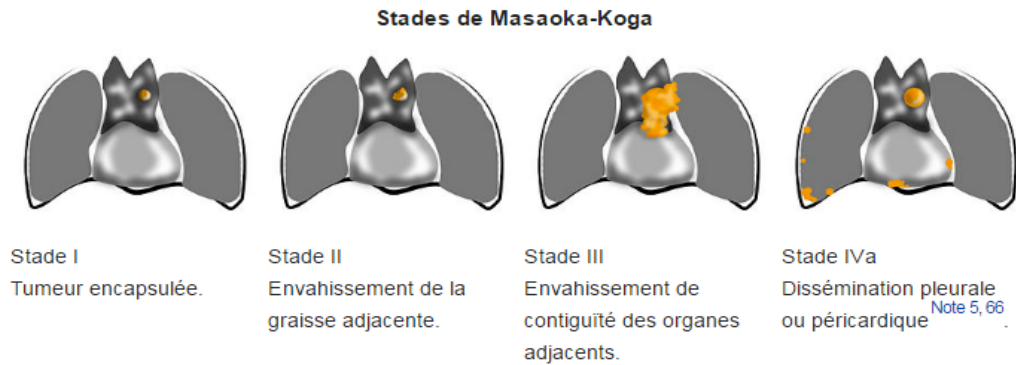 Stades de Masaoka-Koga
Stade I
Tumeur encapsulée.
Stade II
Envahissement de la
graisse adjacente.
Stade III
Envahissement de
contiguïté des organes
adjacents.
Stade IVa
Dissémination pleurale
ou péricardique Note 5, 66.